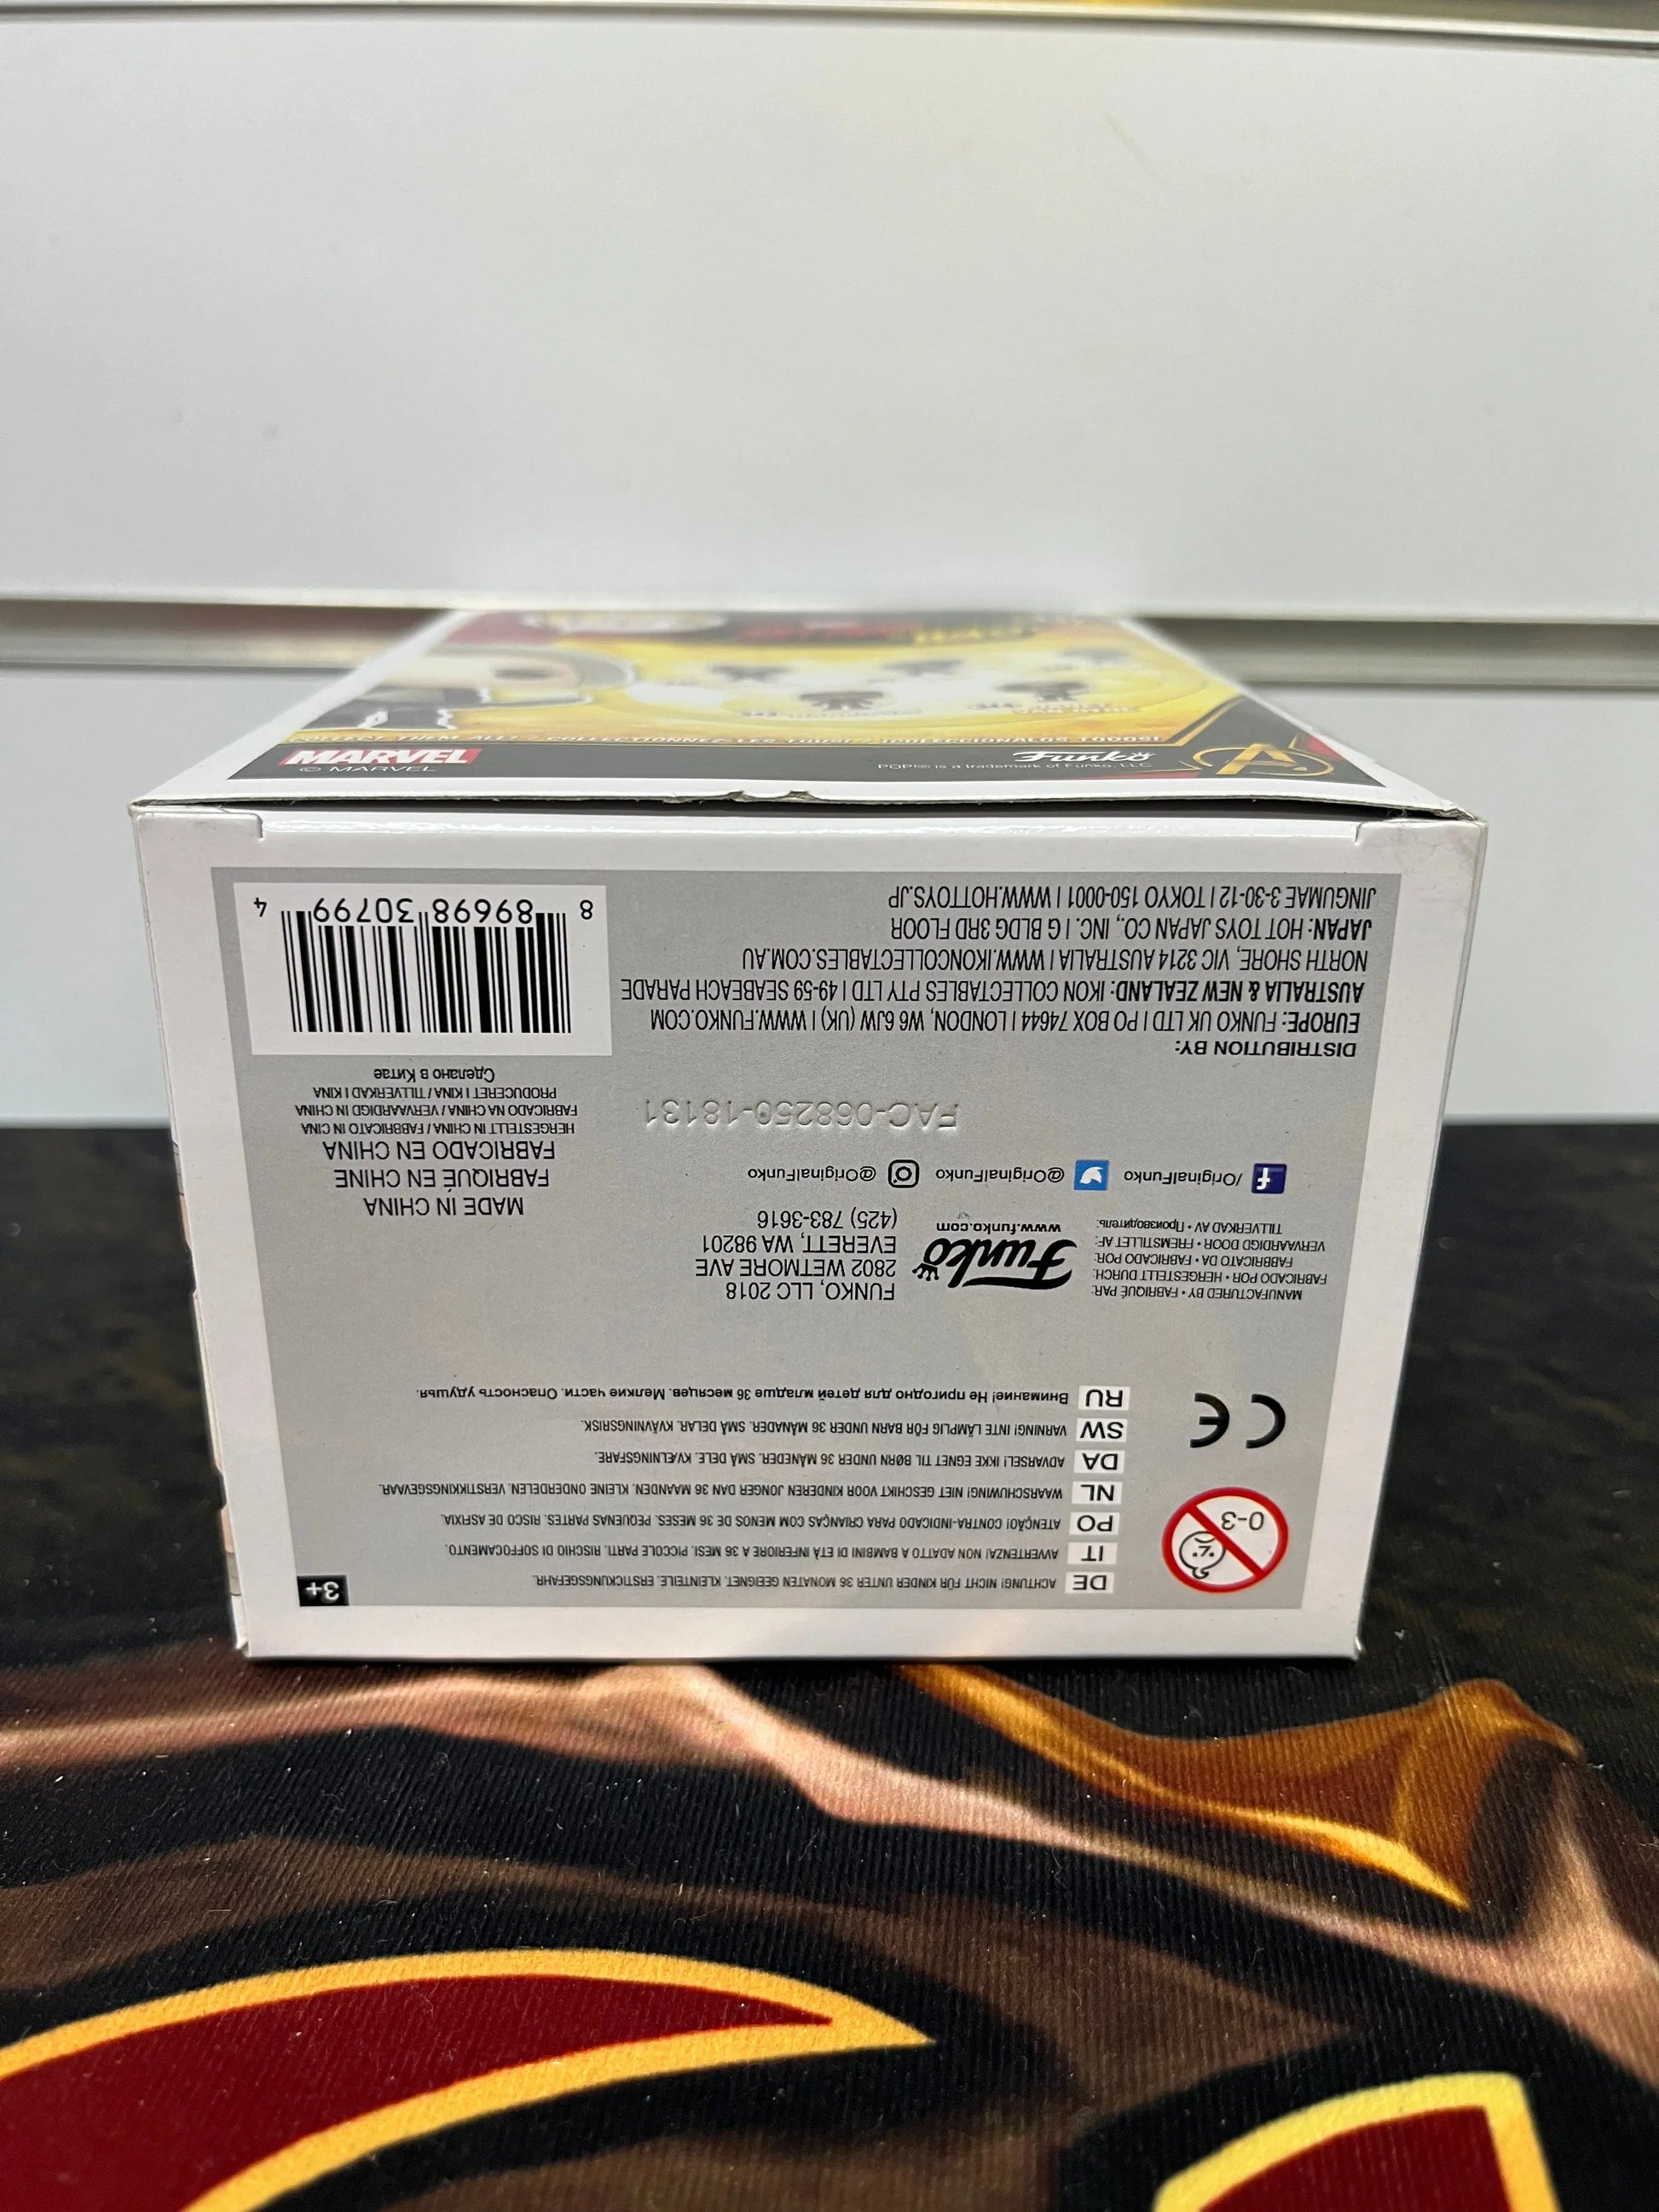 DE ACHTUNG! NICHT FÜR KINDER UNTER 36 MONATEN GEEIGNET. KLEINTEILE. ERSTICKUNGSGEFAHR.
3+
IT AVVERTENZA! NON ADATTO A BAMBINI DI ETÀ INFERIORE A 36 MESI. PICCOLE PARTI. RISCHIO DI SOFFOCAMENTO.
PO ATENÇÃO! CONTRA-INDICADO PARA CRIANÇAS COM MENOS DE 36 MESES. PEQUENAS PARTES. RISCO DE ASFIXIA.
0-3
NL WAARSCHUWING! NIET GESCHIKT VOOR KINDEREN JONGER DAN 36 MAANDEN. KLEINE ONDERDELEN. VERSTIKKINGSGEVAAR.
DA ADVARSEL! IKKE EGNET TIL BØRN UNDER 36 MÅNEDER. SMÅ DELE. KVÆLNINGSFARE.
SW VARNING! INTE LÄMPLIG FÖR BARN UNDER 36 MÅNADER. SMÅ DELAR. KVÄVNINGSRISK.
CE
RU Внимание! Не пригодно для детей младше 36 месяцев. Мелкие части. Опасность удушья.
MANUFACTURED BY • FABRIQUÉ PAR:
FABRICADO POR • HERGESTELLT DURCH:
FABBRICATO DA • FABRICADO POR:
VERVAARDIGD DOOR • FREMSTILLET AF:
TILLVERKAD AV • Производитель:
Funko
www.funko.com
FUNKO, LLC 2018
2802 WETMORE AVE
EVERETT, WA 98201
(425) 783-3616
/OriginalFunko @OriginalFunko @OriginalFunko
FAC-068250-18131
MADE IN CHINA
FABRIQUÉ EN CHINE
FABRICADO EN CHINA
HERGESTELLT IN CHINA / FABBRICATO IN CINA
FABRICADO NA CHINA / VERVAARDIGD IN CHINA
PRODUCERET I KINA / TILLVERKAD I KINA
Сделано в Китае
DISTRIBUTION BY:
EUROPE: FUNKO UK LTD | PO BOX 74644 | LONDON, W6 6JW (UK) | WWW.FUNKO.COM
AUSTRALIA & NEW ZEALAND: IKON COLLECTABLES PTY LTD | 49-59 SEABEACH PARADE
NORTH SHORE, VIC 3214 AUSTRALIA | WWW.IKONCOLLECTABLES.COM.AU
JAPAN: HOT TOYS JAPAN CO., INC. | G BLDG 3RD FLOOR
JINGUMAE 3-30-12 | TOKYO 150-0001 | WWW.HOTTOYS.JP
8 89698 30799 4
MARVEL
© MARVEL
Funko
POP! is a trademark of Funko, LLC
COLLECT THEM ALL! / COLLECTIONNEZ LES TOUS! / ¡COLECCIONALOS TODOS!